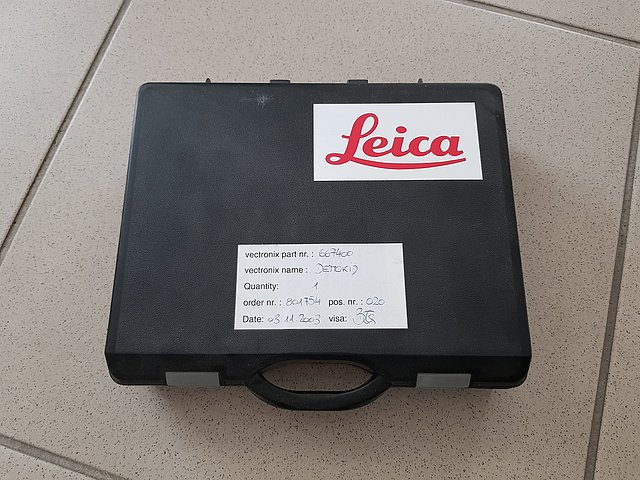 Leica
vectronix part nr. : 667400
vectronix name :
Quantity: 1
order nr. : 801754 pos. nr. : 020
Date: 03.11.2003 visa: